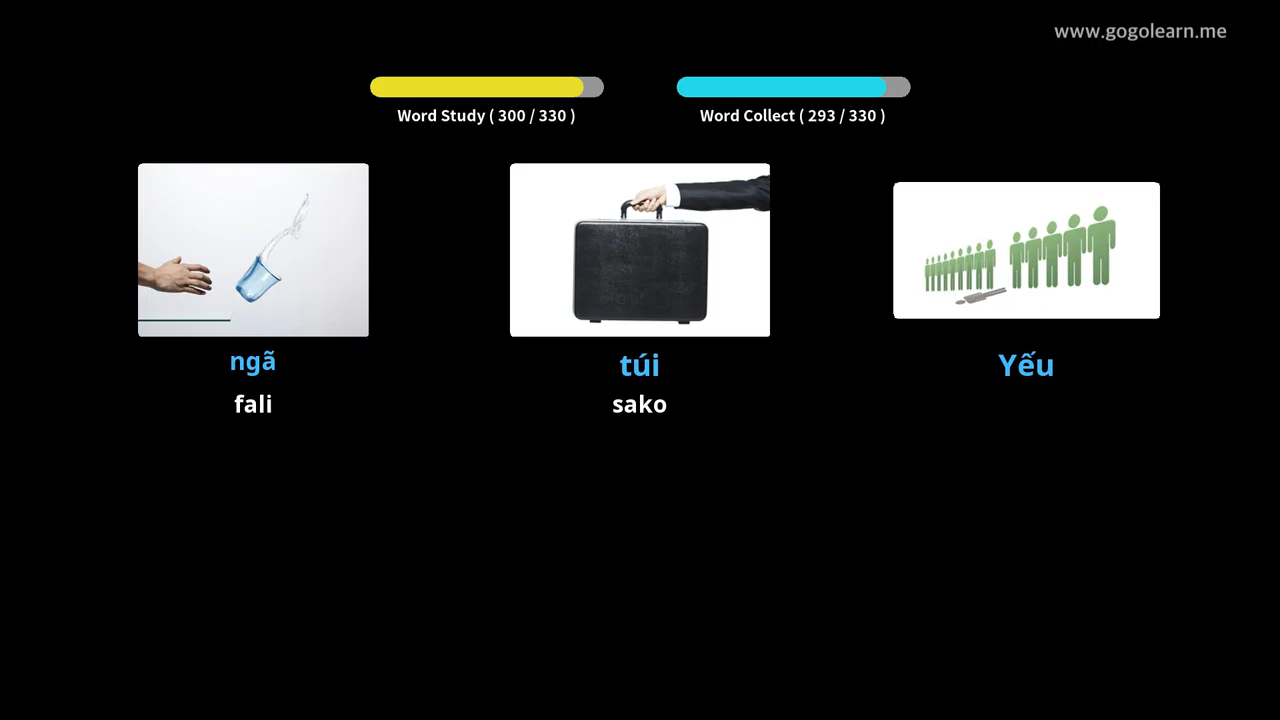 www.gogolearn.me
Word Study ( 300 / 330 )
Word Collect ( 293 / 330 )
ngã
túi
Yếu
fali
sako